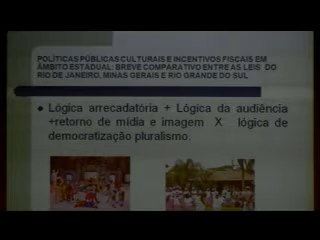 POLÍTICAS PÚBLICAS CULTURAIS E INCENTIVOS FISCAIS EM
ÂMBITO ESTADUAL: BREVE COMPARATIVO ENTRE AS LEIS DO
RIO DE JANEIRO, MINAS GERAIS E RIO GRANDE DO SUL
• Lógica arrecadatória + Lógica da audiência
+retorno de mídia e imagem X lógica de
democratização pluralismo.